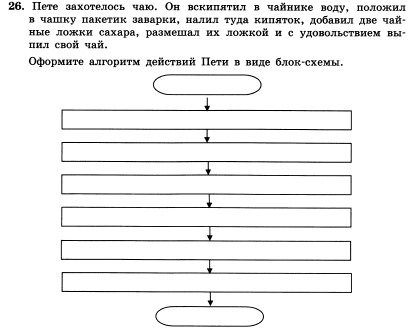 26. Пете захотелось чаю. Он вскипятил в чайнике воду, положил
в чашку пакетик заварки, налил туда кипяток, добавил две чай-
ные ложки сахара, размешал их ложкой и с удовольствием вы-
пил свой чай.
Оформите алгоритм действий Пети в виде блок-схемы.